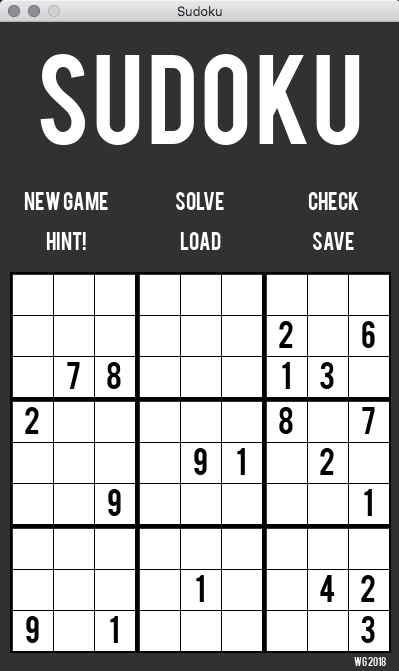 Sudoku
SUDOKU
NEW GAME SOLVE CHECK
HINT! LOAD SAVE
2 6
7 8 1 3
2 8 7
9 1 2
9 1
1 4 2
9 1 3
WG2018